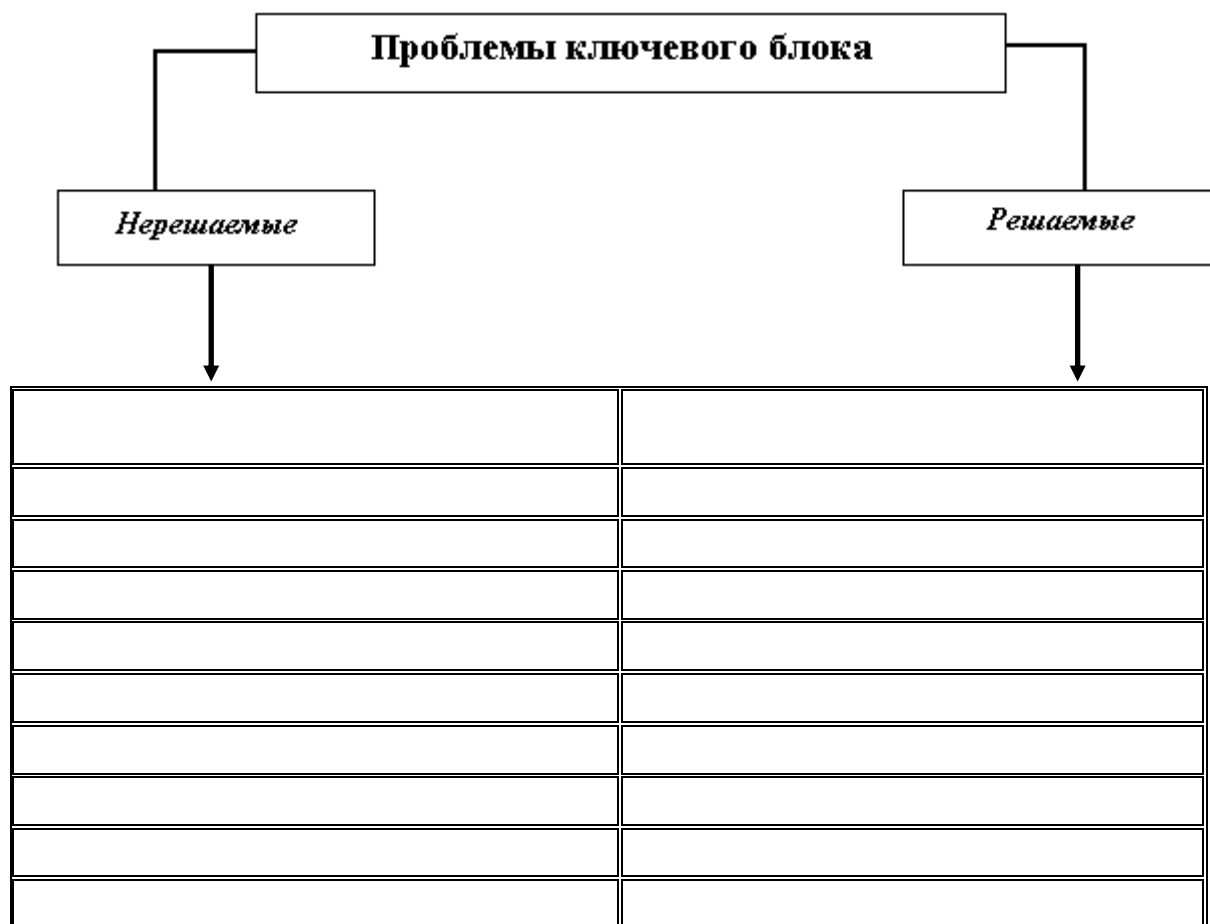 Проблемы ключевого блока
Нерешаемые
Решаемые